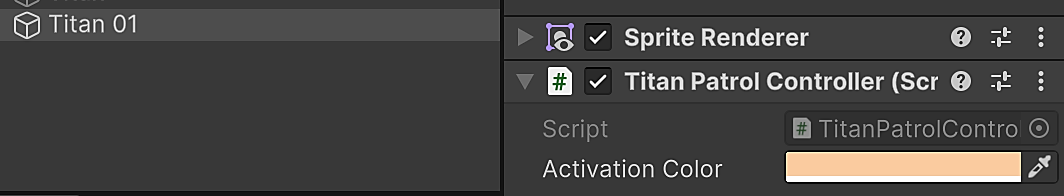 Titan 01
Sprite Renderer
Titan Patrol Controller (Scr
Script
TitanPatrolContro
Activation Color